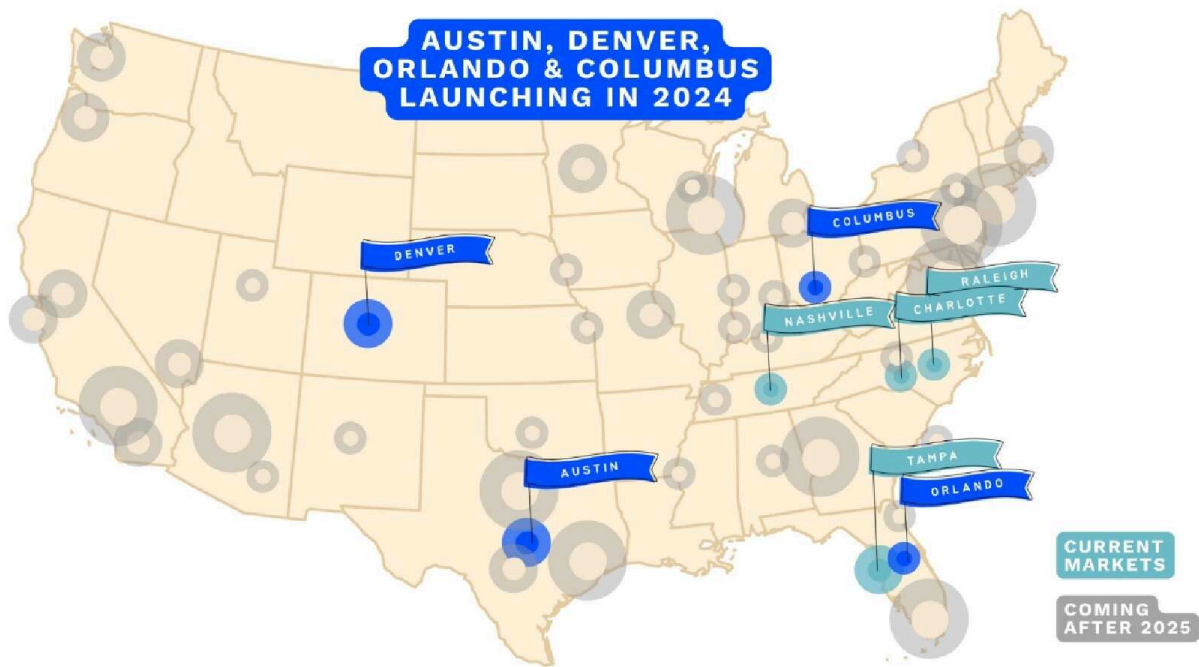 AUSTIN, DENVER,
ORLANDO & COLUMBUS
LAUNCHING IN 2024
COLUMBUS
DENVER
RALEIGH
CHARLOTTE
NASHVILLE
TAMPA
AUSTIN
ORLANDO
CURRENT
MARKETS
COMING
AFTER 2025